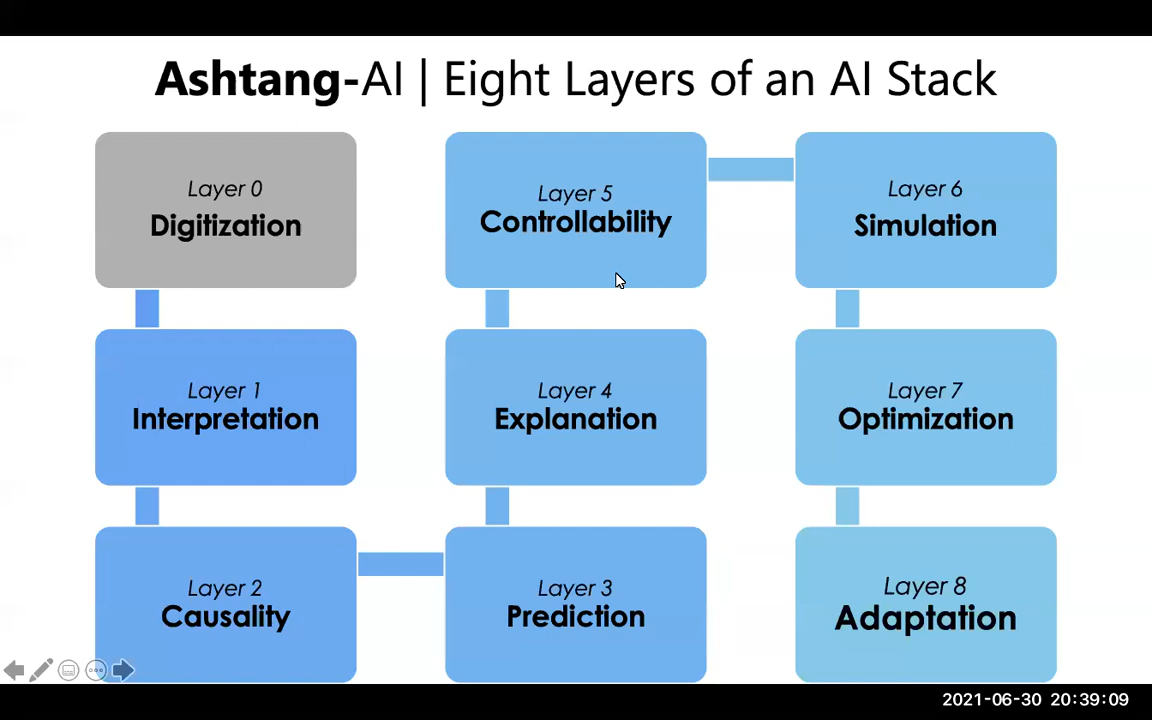 Ashtang-AI | Eight Layers of an AI Stack
Layer 0
Digitization
Layer 1
Interpretation
Layer 2
Causality
Layer 3
Prediction
Layer 4
Explanation
Layer 5
Controllability
Layer 6
Simulation
Layer 7
Optimization
Layer 8
Adaptation
2021-06-30 20:39:09